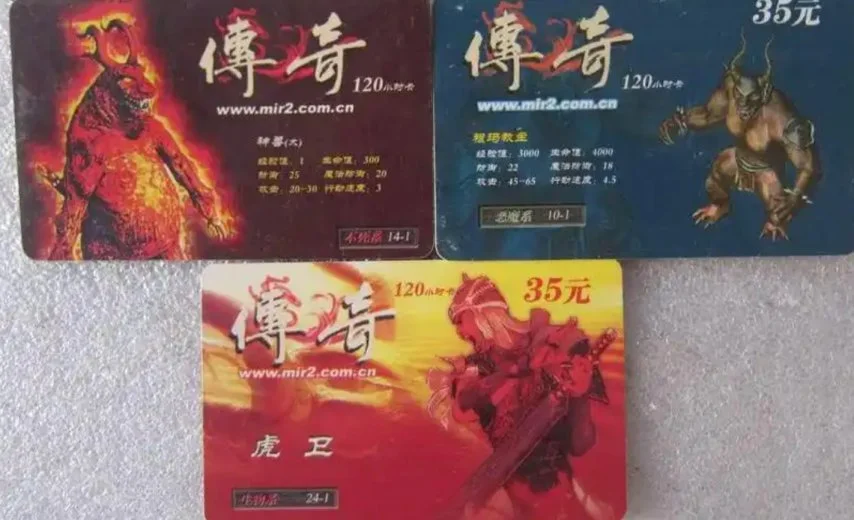 傳奇
120小时卡
www.mir2.com.cn
神兽(大)
经验值：1 生命值：300
防御：25 魔法防御：20
攻击：20-30 行动速度：3
不死系 14-1
35元
傳奇
120小时卡
www.mir2.com.cn
祖玛教主
经验值：3000 生命值：4000
防御：22 魔法防御：18
攻击：45-65 行动速度：4.5
恶魔系 10-1
120小时卡 35元
傳奇
www.mir2.com.cn
虎卫
生物系 24-1